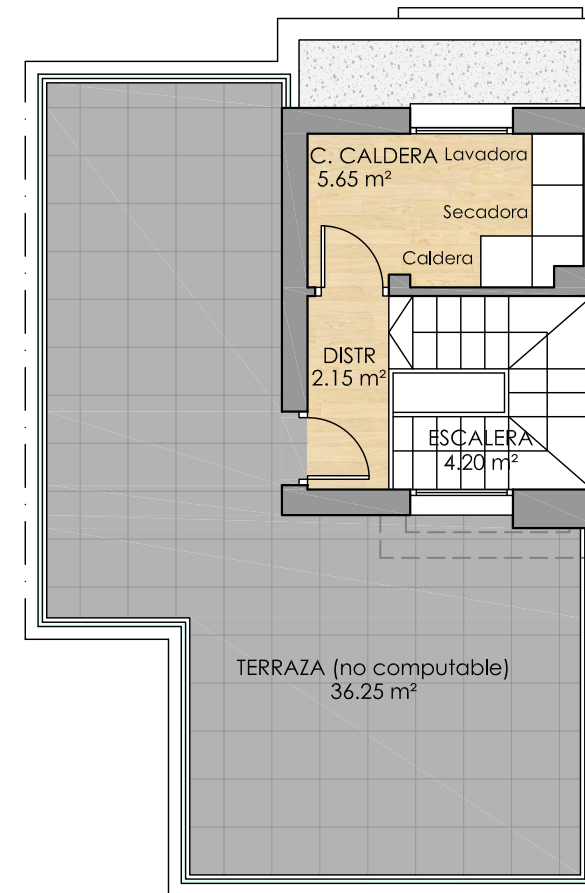 C. CALDERA
5.65 m²
Lavadora
Secadora
Caldera
DISTR
2.15 m²
ESCALERA
4.20 m²
TERRAZA (no computable)
36.25 m²